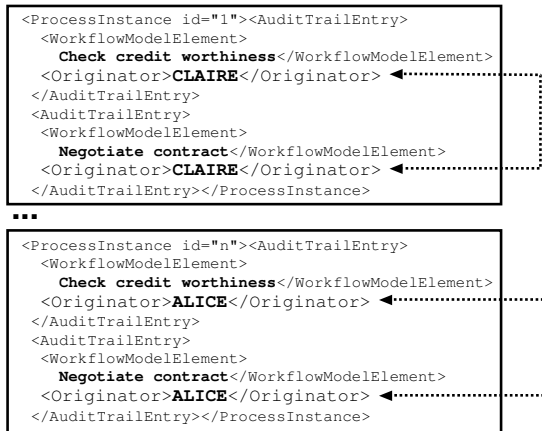 <ProcessInstance id="1"><AuditTrailEntry>
<WorkflowModelElement>
Check credit worthiness</WorkflowModelElement>
<Originator>CLAIRE</Originator>
</AuditTrailEntry>
<AuditTrailEntry>
<WorkflowModelElement>
Negotiate contract</WorkflowModelElement>
<Originator>CLAIRE</Originator>
</AuditTrailEntry></ProcessInstance>
...
<ProcessInstance id="n"><AuditTrailEntry>
<WorkflowModelElement>
Check credit worthiness</WorkflowModelElement>
<Originator>ALICE</Originator>
</AuditTrailEntry>
<AuditTrailEntry>
<WorkflowModelElement>
Negotiate contract</WorkflowModelElement>
<Originator>ALICE</Originator>
</AuditTrailEntry></ProcessInstance>